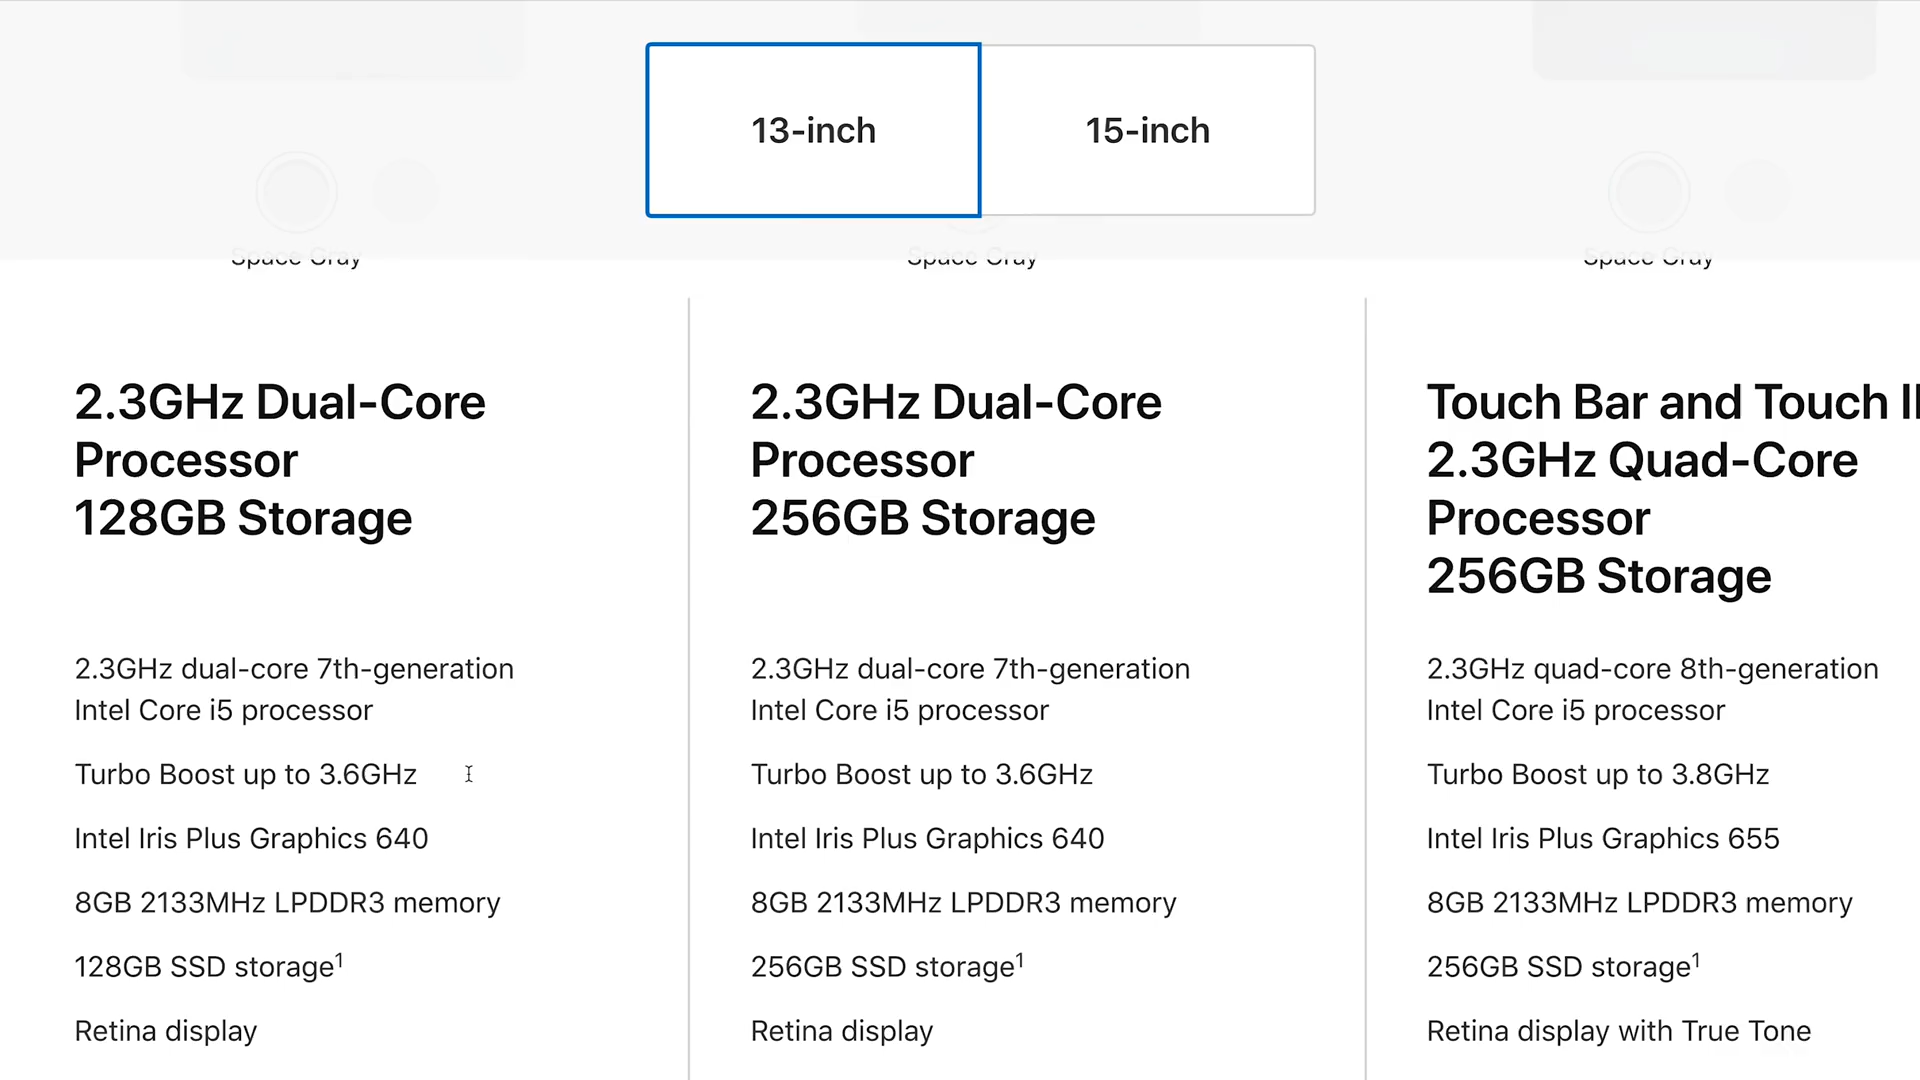 13-inch
15-inch
Space Gray
Space Gray
Space Gray
2.3GHz Dual-Core
Processor
128GB Storage
2.3GHz dual-core 7th-generation
Intel Core i5 processor
Turbo Boost up to 3.6GHz
Intel Iris Plus Graphics 640
8GB 2133MHz LPDDR3 memory
128GB SSD storage¹
Retina display
2.3GHz Dual-Core
Processor
256GB Storage
2.3GHz dual-core 7th-generation
Intel Core i5 processor
Turbo Boost up to 3.6GHz
Intel Iris Plus Graphics 640
8GB 2133MHz LPDDR3 memory
256GB SSD storage¹
Retina display
Touch Bar and Touch
2.3GHz Quad-Core
Processor
256GB Storage
2.3GHz quad-core 8th-generation
Intel Core i5 processor
Turbo Boost up to 3.8GHz
Intel Iris Plus Graphics 655
8GB 2133MHz LPDDR3 memory
256GB SSD storage¹
Retina display with True Tone